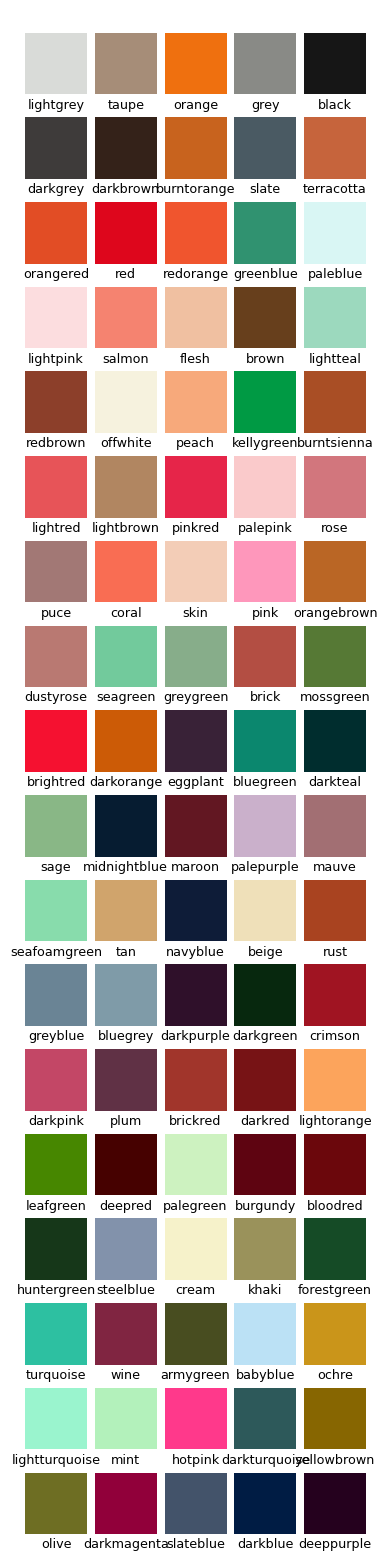 lightgrey taupe orange grey black
darkgrey darkbrown burntorange slate terracotta
orangered red redorange greenblue paleblue
lightpink salmon flesh brown lightteal
redbrown offwhite peach kellygreen burntsienna
lightred lightbrown pinkred palepink rose
puce coral skin pink orangebrown
dustyrose seagreen greygreen brick mossgreen
brightred darkorange eggplant bluegreen darkteal
sage midnightblue maroon palepurple mauve
seafoamgreen tan navyblue beige rust
greyblue bluegrey darkpurple darkgreen crimson
darkpink plum brickred darkred lightorange
leafgreen deepred palegreen burgundy bloodred
huntergreen steelblue cream khaki forestgreen
turquoise wine armygreen babyblue ochre
lightturquoise mint hotpink darkturquoise yellowbrown
olive darkmagenta slateblue darkblue deeppurple